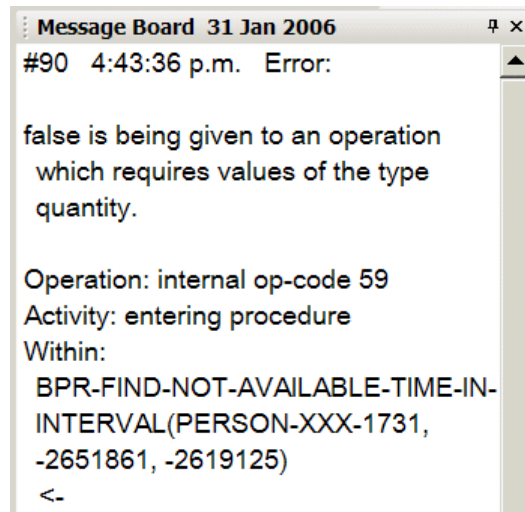 Message Board 31 Jan 2006
#90 4:43:36 p.m. Error:
false is being given to an operation
which requires values of the type
quantity.
Operation: internal op-code 59
Activity: entering procedure
Within:
BPR-FIND-NOT-AVAILABLE-TIME-IN-
INTERVAL(PERSON-XXX-1731,
-2651861, -2619125)
<-